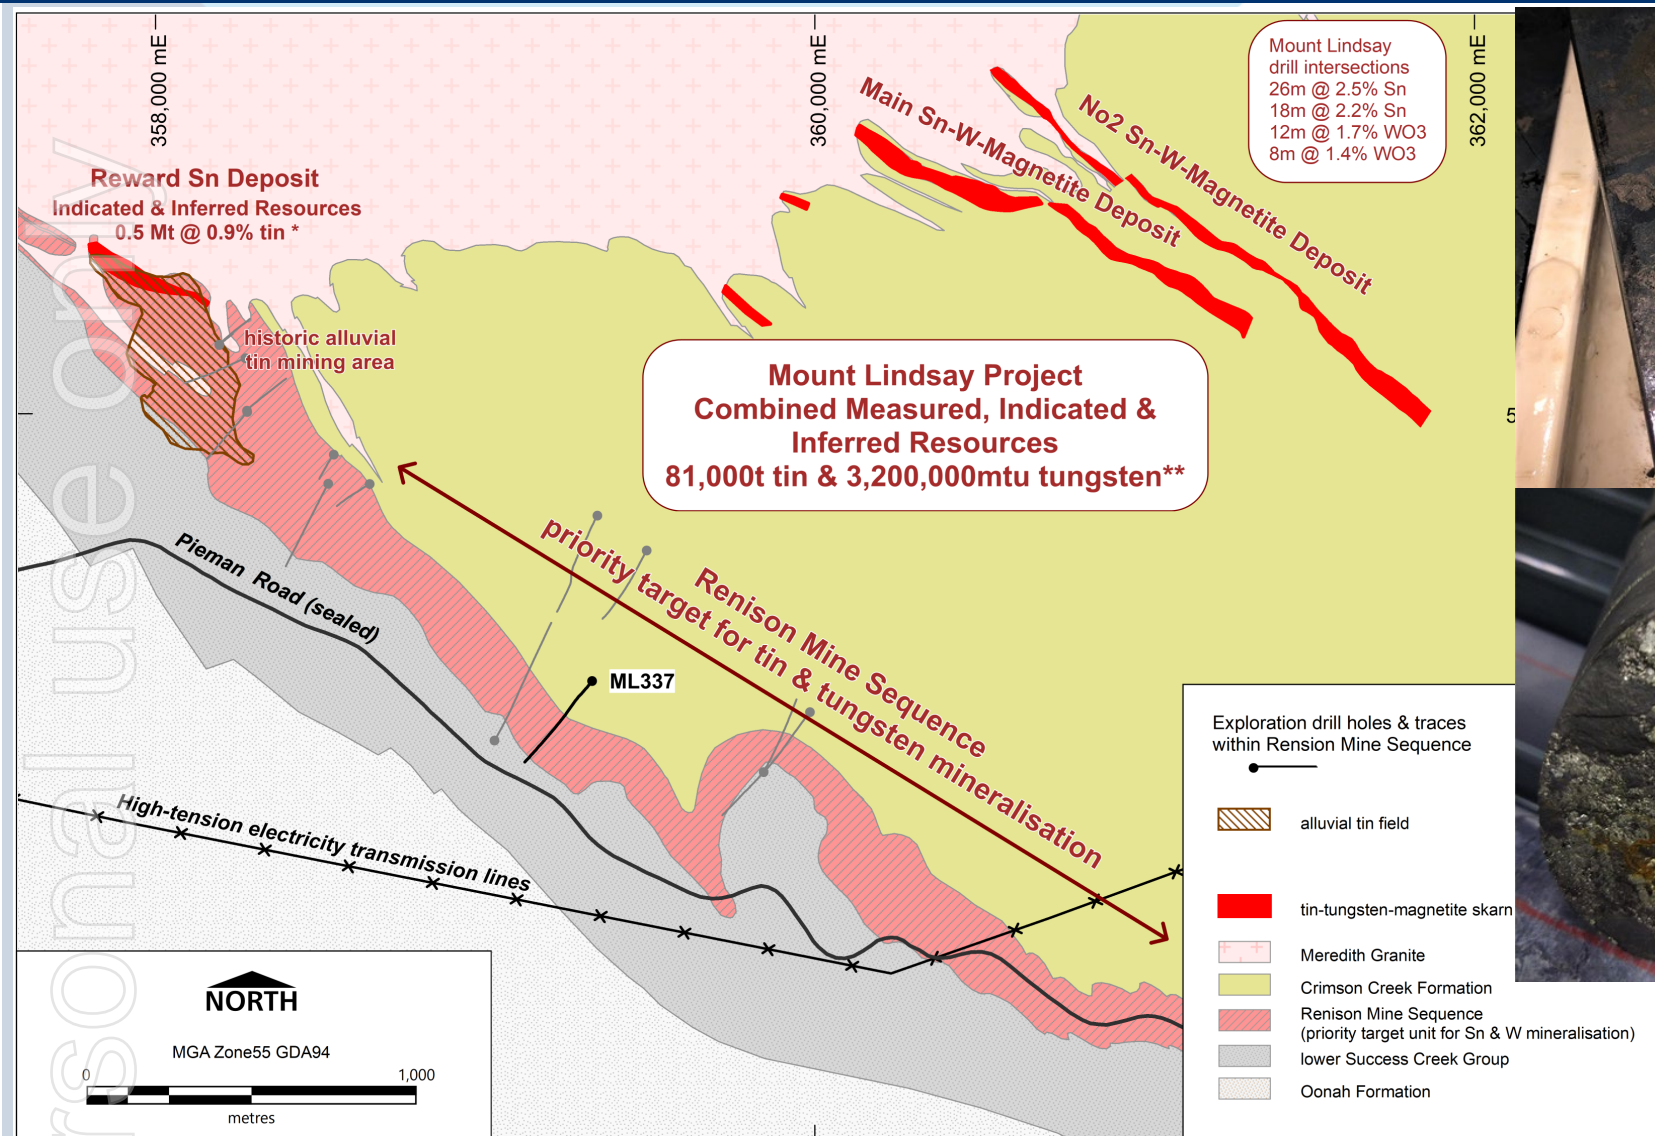 358,000 mE
360,000 mE
362,000 mE
Mount Lindsay
drill intersections
26m @ 2.5% Sn
18m @ 2.2% Sn
12m @ 1.7% WO3
8m @ 1.4% WO3
Main Sn-W-Magnetite Deposit
No2 Sn-W-Magnetite Deposit
Reward Sn Deposit
Indicated & Inferred Resources
0.5 Mt @ 0.9% tin *
historic alluvial
tin mining area
Mount Lindsay Project
Combined Measured, Indicated &
Inferred Resources
81,000t tin & 3,200,000mtu tungsten**
5
Renison Mine Sequence
priority target for tin & tungsten mineralisation
Pieman Road (sealed)
ML337
High-tension electricity transmission lines
Exploration drill holes & traces
within Rension Mine Sequence
alluvial tin field
tin-tungsten-magnetite skarn
Meredith Granite
Crimson Creek Formation
Renison Mine Sequence
(priority target unit for Sn & W mineralisation)
lower Success Creek Group
Oonah Formation
NORTH
MGA Zone55 GDA94
0 1,000
metres
rsonal use only